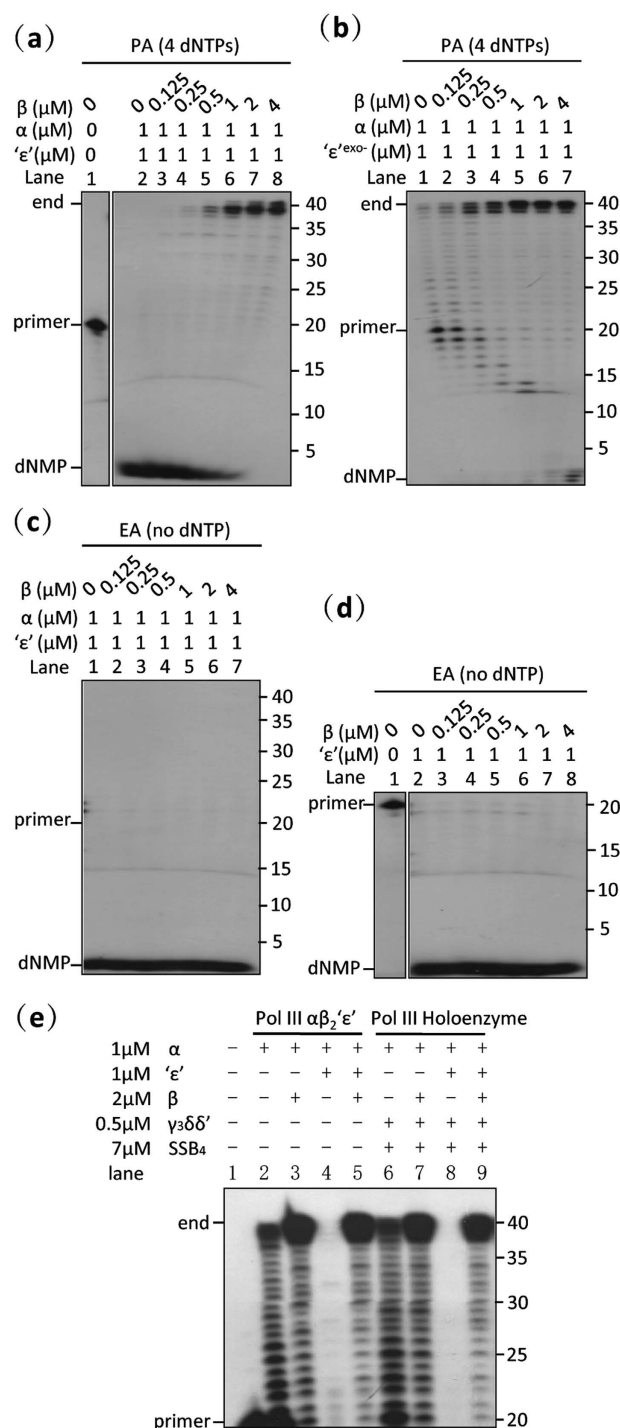 (a)
PA (4 dNTPs)
β (μM) 0 0 0.125 0.25 0.5 1 2 4
α (μM) 0 1 1 1 1 1 1 1
‘ε’(μM) 0 1 1 1 1 1 1 1
Lane 1 2 3 4 5 6 7 8
end
primer
dNMP
40
35
30
25
20
15
10
5
(b)
PA (4 dNTPs)
β (μM) 0 0.125 0.25 0.5 1 2 4
α (μM) 1 1 1 1 1 1 1
‘ε’exo- (μM) 1 1 1 1 1 1 1
Lane 1 2 3 4 5 6 7
end
primer
dNMP
40
35
30
25
20
15
10
5
(c)
EA (no dNTP)
β (μM) 0 0.125 0.25 0.5 1 2 4
α (μM) 1 1 1 1 1 1 1
‘ε’ (μM) 1 1 1 1 1 1 1
Lane 1 2 3 4 5 6 7
primer
dNMP
40
35
30
25
20
15
10
5
(d)
EA (no dNTP)
β (μM) 0 0 0.125 0.25 0.5 1 2 4
‘ε’(μM) 0 1 1 1 1 1 1 1
Lane 1 2 3 4 5 6 7 8
primer
dNMP
20
15
10
5
(e)
Pol III αβ2‘ε’ Pol III Holoenzyme
1μM α − + + + + + + + +
1μM ‘ε’ − − − + + − − + +
2μM β − − + − + − + − +
0.5μM γ3δδ’ − − − − − + + + +
7μM SSB4 − − − − − + + + +
lane 1 2 3 4 5 6 7 8 9
end
primer
40
35
30
25
20